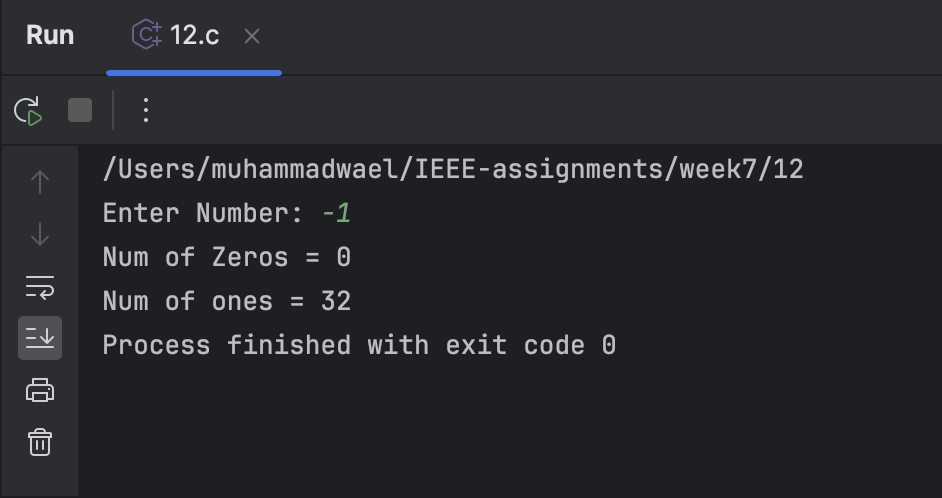 Run 12.c
/Users/muhammadwael/IEEE-assignments/week7/12
Enter Number: -1
Num of Zeros = 0
Num of ones = 32
Process finished with exit code 0